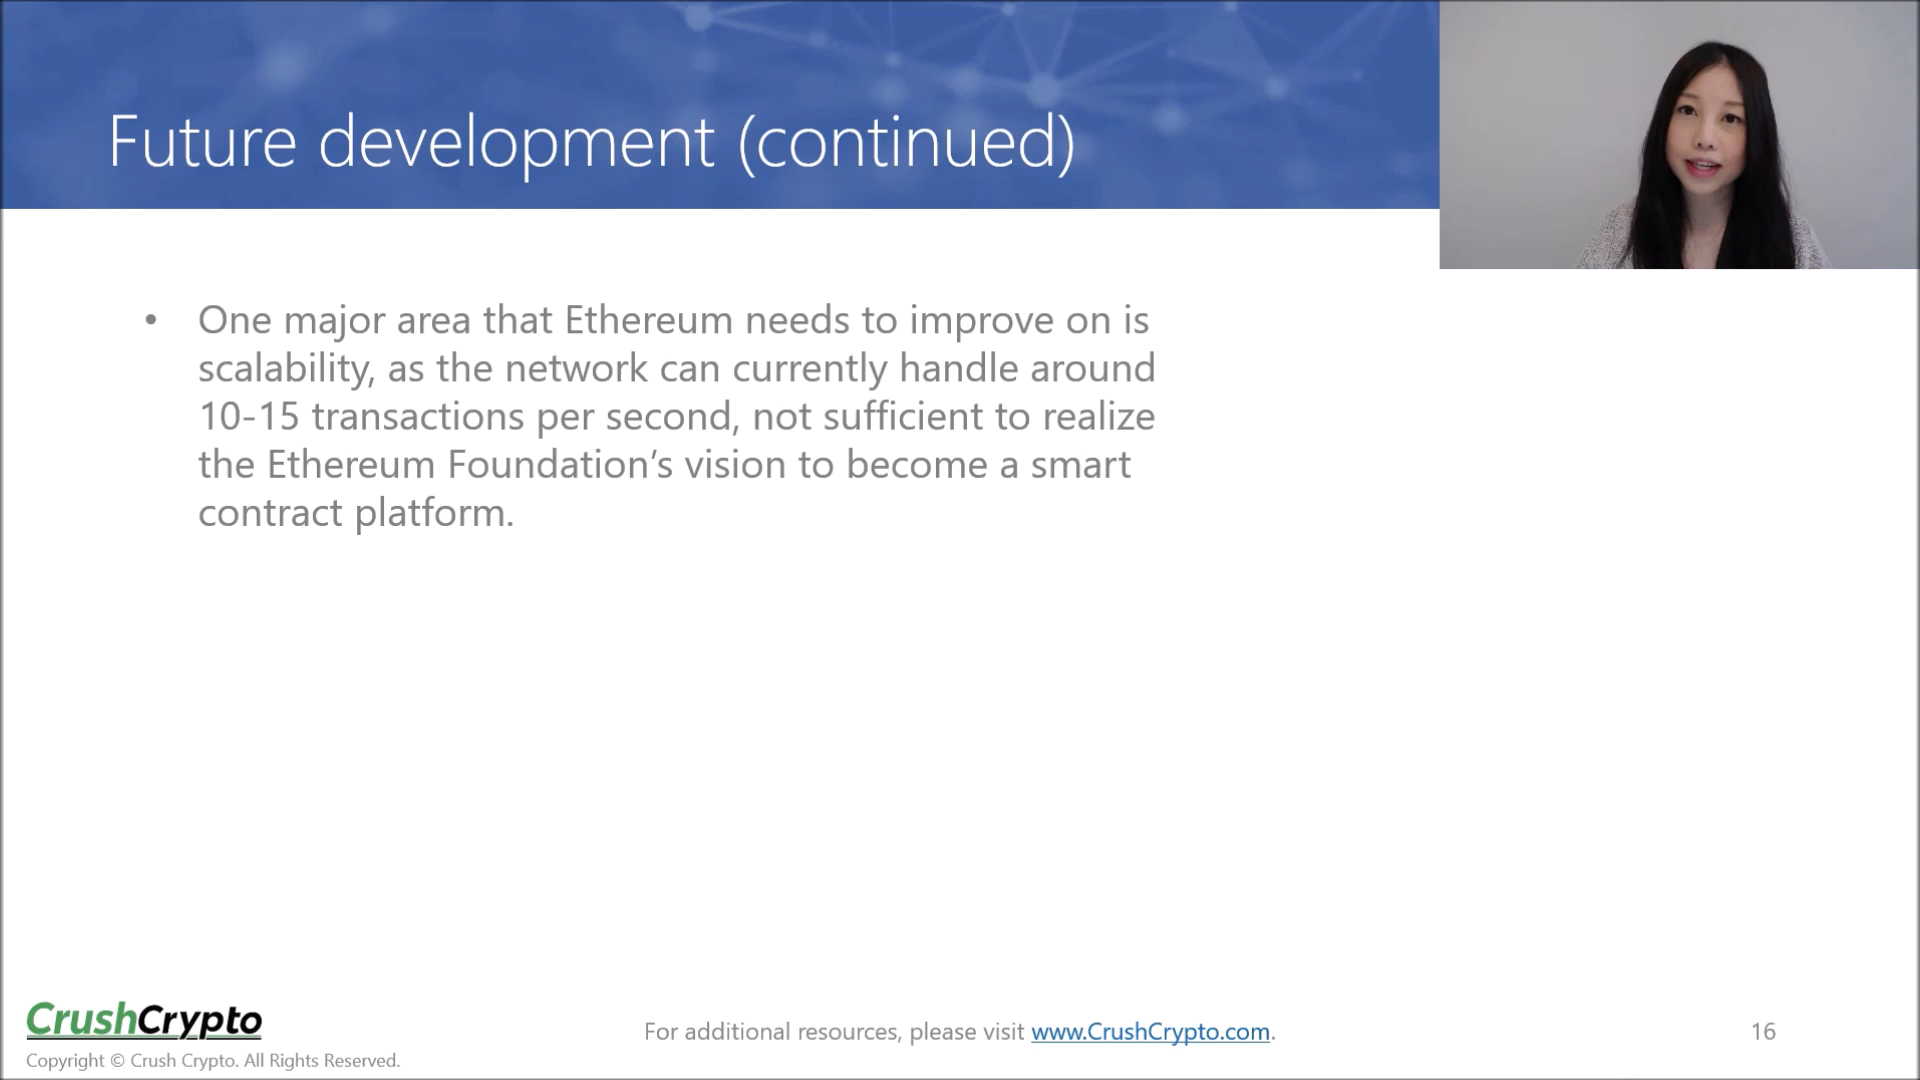 Future development (continued)
• One major area that Ethereum needs to improve on is
scalability, as the network can currently handle around
10-15 transactions per second, not sufficient to realize
the Ethereum Foundation’s vision to become a smart
contract platform.
CrushCrypto
Copyright © Crush Crypto. All Rights Reserved.
For additional resources, please visit www.CrushCrypto.com.
16